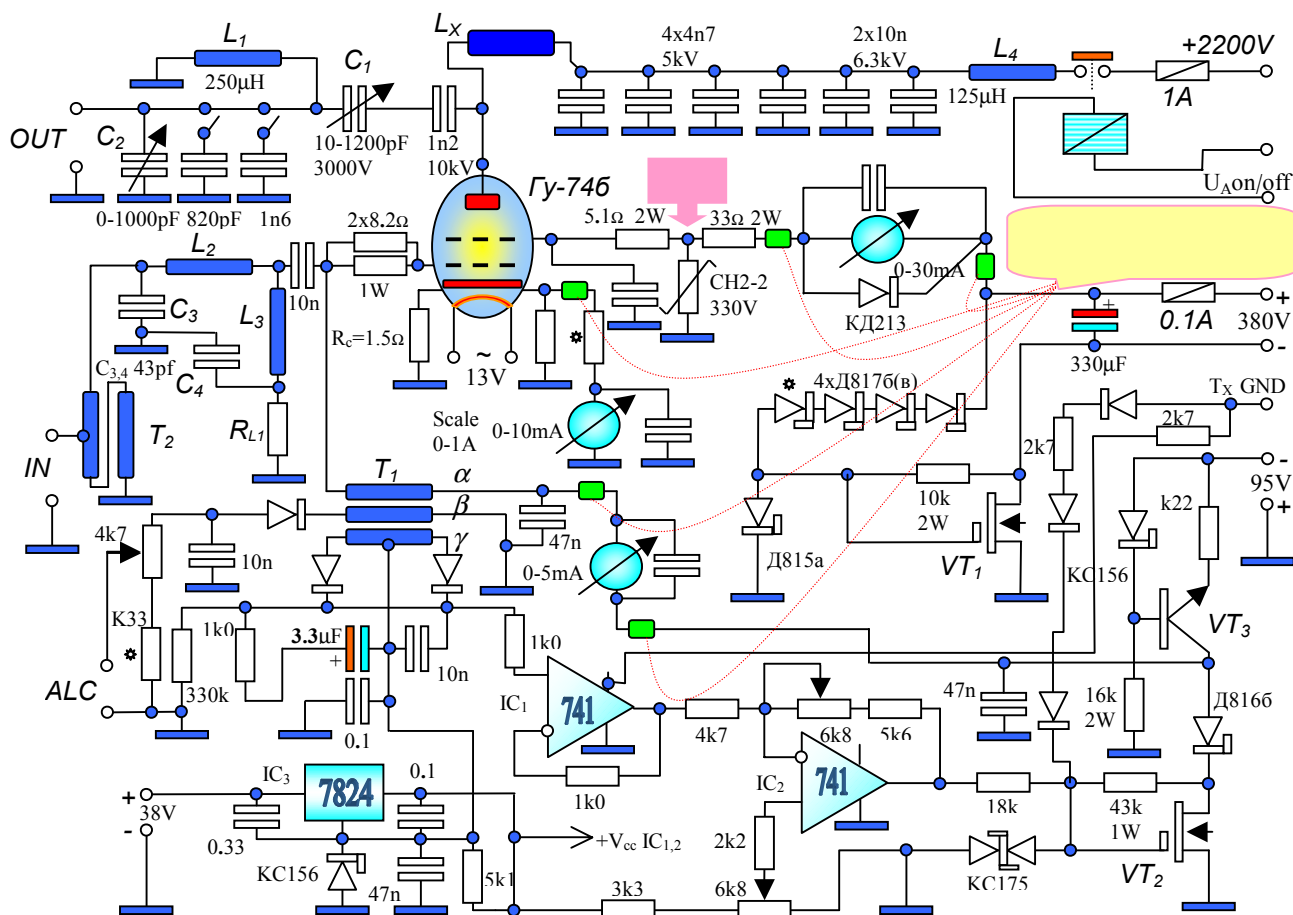 L1
250µH
C1
LX
4x4n7
5kV
2x10n
6.3kV
L4
125µH
+2200V
1A
OUT
C2
10-1200pF
3000V
1n2
10kV
0-1000pF
820pF
1n6
Гу-74б
UAon/off
2x8.2Ω
1W
5.1Ω 2W
33Ω 2W
0-30mA
L2
10n
CH2-2
330V
КД213
0.1A
+
+
380V
-
C3
L3
43pf
C3,4
C4
Rc=1.5Ω
~
13V
330µF
4xД817б(в)
TX GND
2k7
2k7
T2
RL1
Scale
0-1A
0-10mA
IN
T1
α
β
γ
10k
2W
k22
-
95V
+
4k7
10n
47n
0-5mA
Д815а
VT1
KC156
VT3
K33
1k0
3.3µF
+
10n
1k0
ALC
330k
0.1
IC1
741
4k7
6k8
5k6
47n
16k
2W
Д816б
IC3
7824
0.1
1k0
IC2
741
18k
43k
1W
+
38V
-
0.33
KC156
47n
5k1
+Vcc IC1,2
2k2
3k3
6k8
KC175
VT2